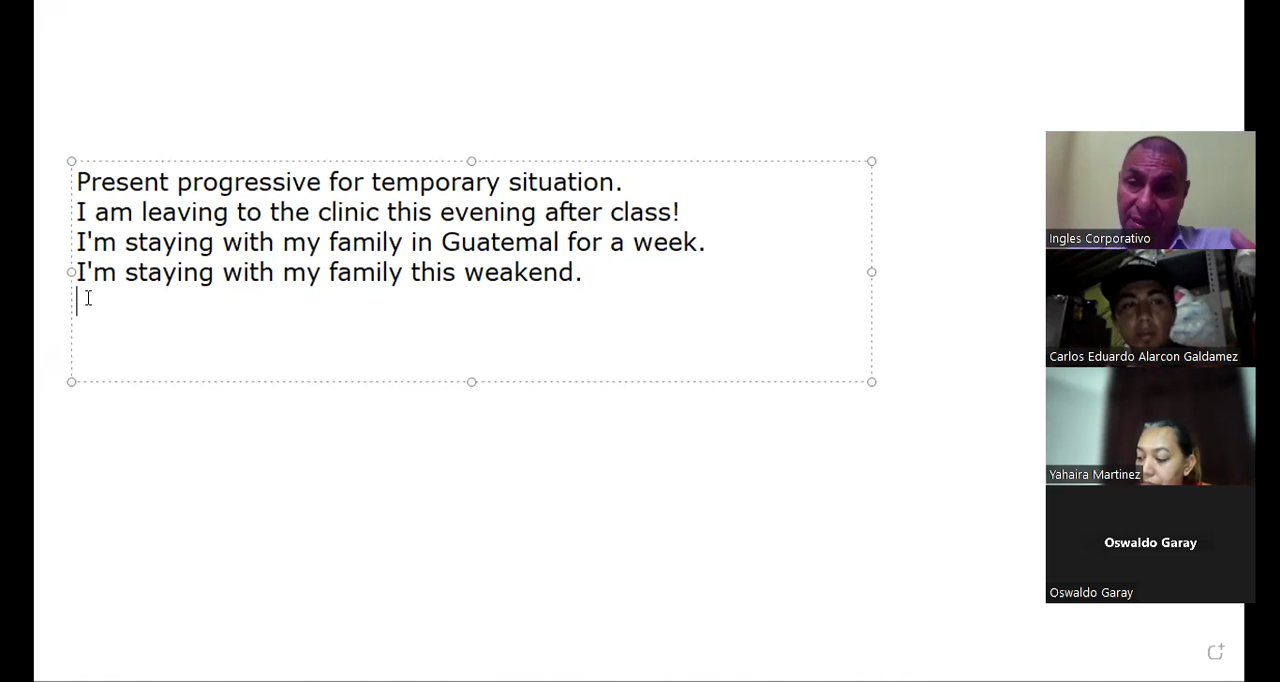 Present progressive for temporary situation.
I am leaving to the clinic this evening after class!
I'm staying with my family in Guatemal for a week.
I'm staying with my family this weakend.
Ingles Corporativo
Carlos Eduardo Alarcon Galdamez
Yahaira Martinez
Oswaldo Garay
Oswaldo Garay